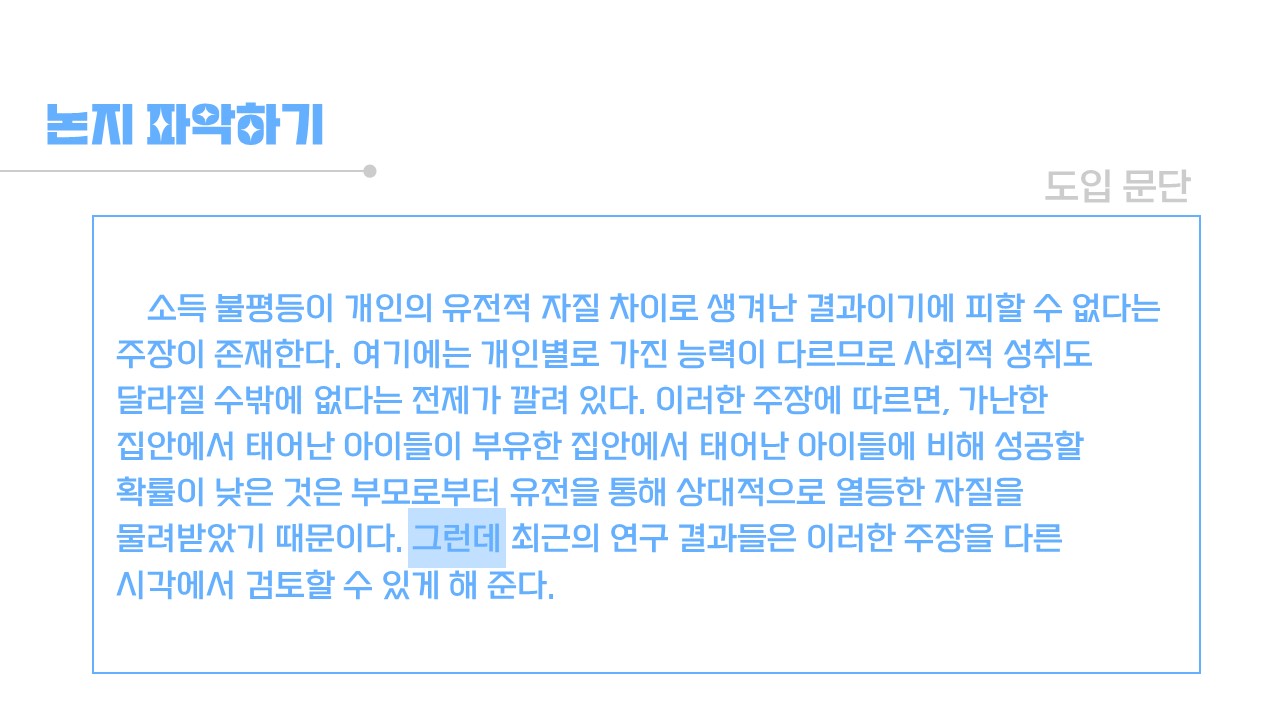 논지 파악하기
도입 문단
소득 불평등이 개인의 유전적 자질 차이로 생겨난 결과이기에 피할 수 없다는
주장이 존재한다. 여기에는 개인별로 가진 능력이 다르므로 사회적 성취도
달라질 수밖에 없다는 전제가 깔려 있다. 이러한 주장에 따르면, 가난한
집안에서 태어난 아이들이 부유한 집안에서 태어난 아이들에 비해 성공할
확률이 낮은 것은 부모로부터 유전을 통해 상대적으로 열등한 자질을
물려받았기 때문이다. 그런데 최근의 연구 결과들은 이러한 주장을 다른
시각에서 검토할 수 있게 해 준다.